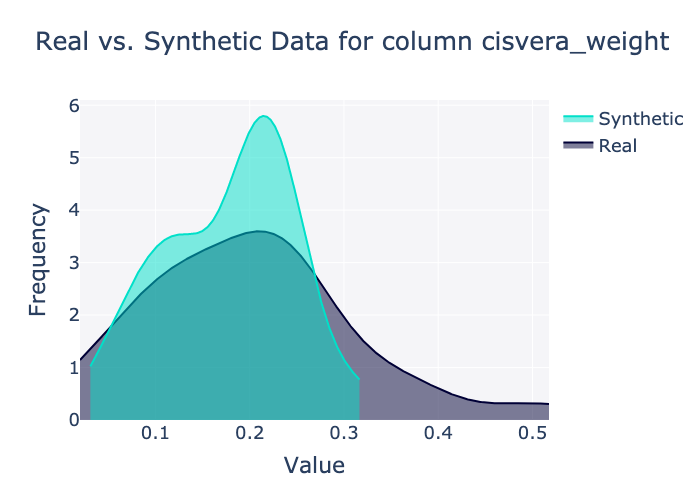 Real vs. Synthetic Data for column cisvera_weight
Synthetic
Real
6
5
4
3
2
1
0
Frequency
0.1
0.2
0.3
0.4
0.5
Value